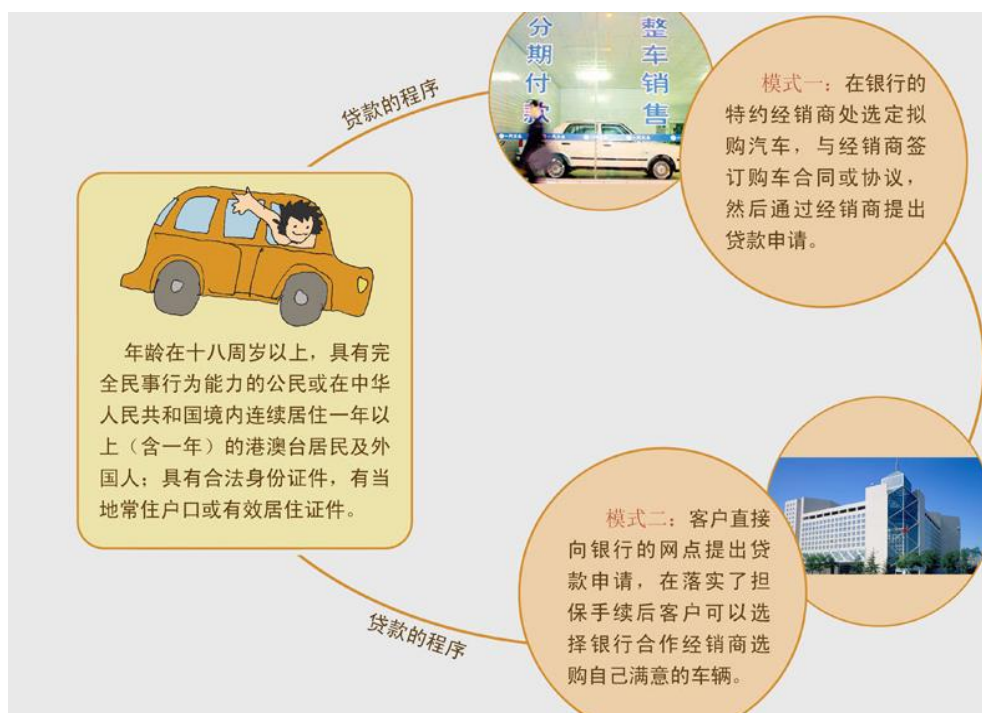 分期付款
整车销售
贷款的程序
模式一：在银行的
特约经销商处选定拟
购汽车，与经销商签
订购车合同或协议，
然后通过经销商提出
贷款申请。
年龄在十八周岁以上，具有完
全民事行为能力的公民或在中华
人民共和国境内连续居住一年以
上（含一年）的港澳台居民及外
国人；具有合法身份证件，有当
地常住户口或有效居住证件。
模式二：客户直接
向银行的网点提出贷
款申请，在落实了担
保手续后客户可以选
择银行合作经销商选
购自己满意的车辆。
贷款的程序